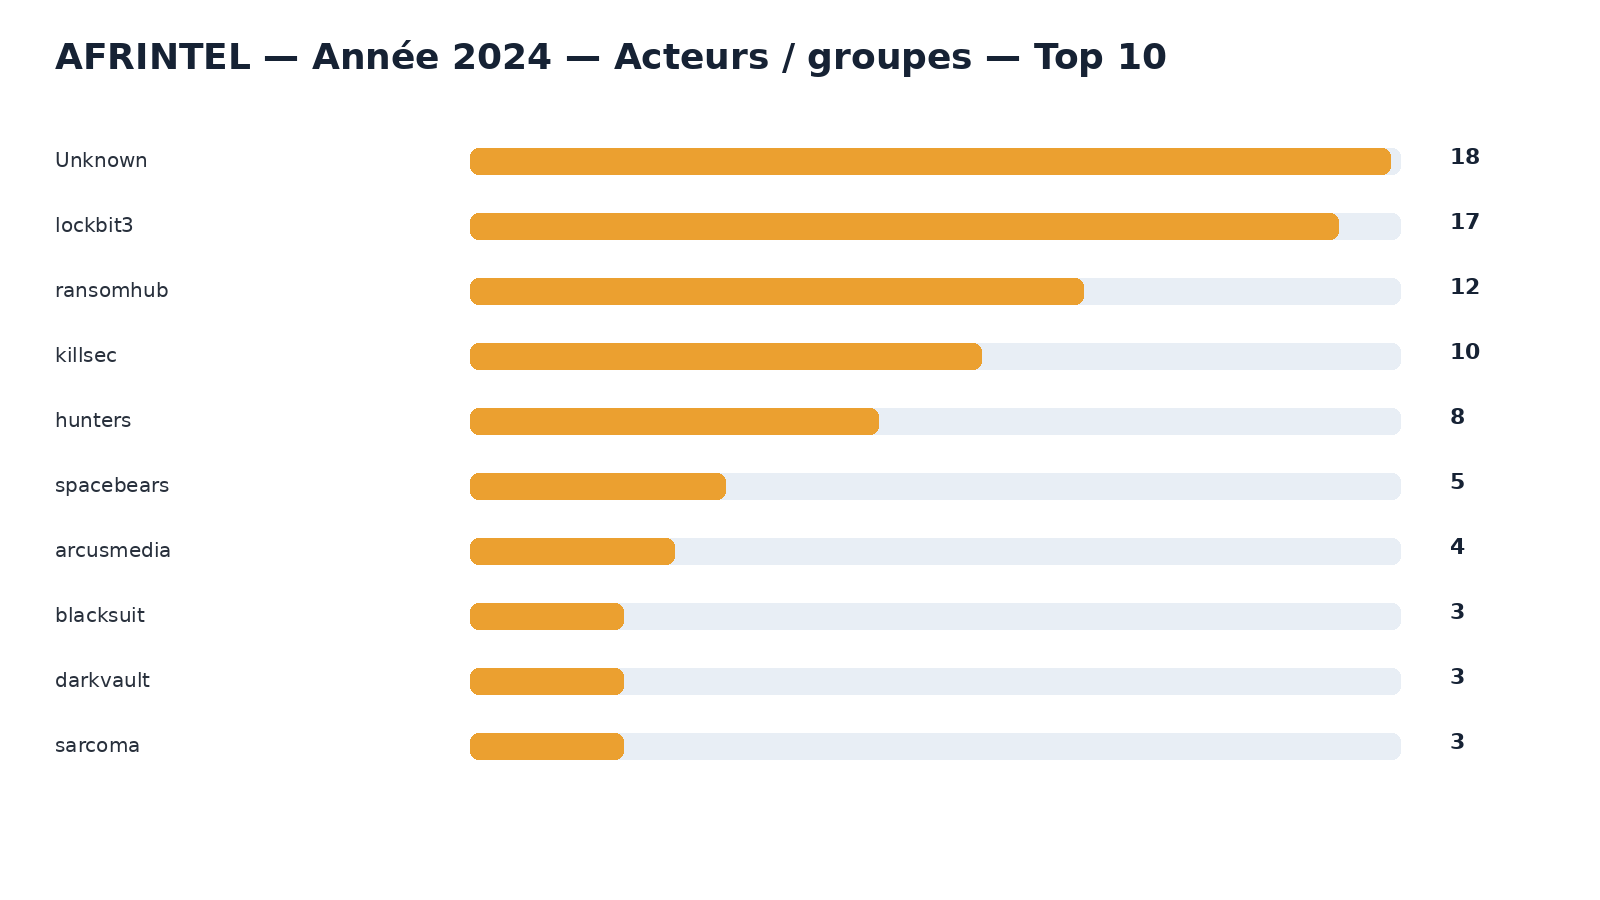 AFRINTEL — Année 2024 — Acteurs / groupes — Top 10
Unknown 18
lockbit3 17
ransomhub 12
killsec 10
hunters 8
spacebears 5
arcusmedia 4
blacksuit 3
darkvault 3
sarcoma 3